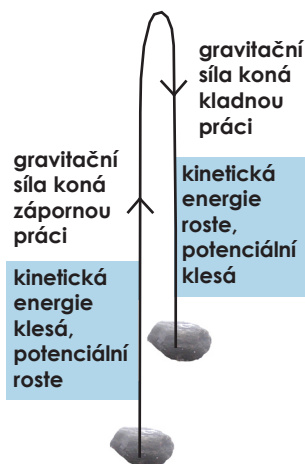 gravitační
síla koná
kladnou
práci
kinetická
energie
roste,
potenciální
klesá
gravitační
síla koná
zápornou
práci
kinetická
energie
klesá,
potenciální
roste